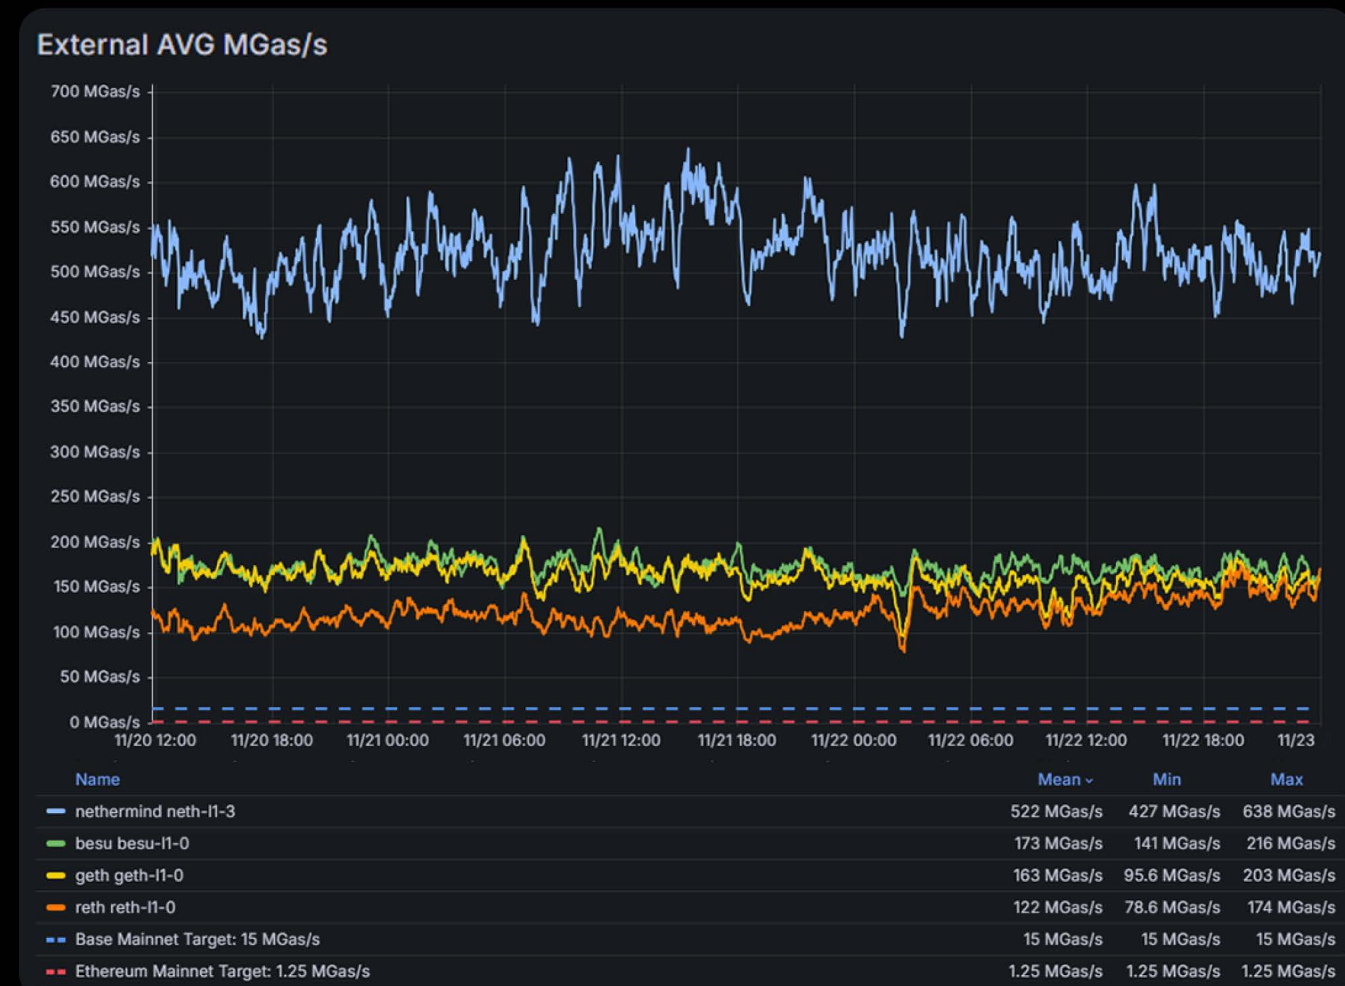 External AVG MGas/s
700 MGas/s
650 MGas/s
600 MGas/s
550 MGas/s
500 MGas/s
450 MGas/s
400 MGas/s
350 MGas/s
300 MGas/s
250 MGas/s
200 MGas/s
150 MGas/s
100 MGas/s
50 MGas/s
0 MGas/s
11/20 12:00 11/20 18:00 11/21 00:00 11/21 06:00 11/21 12:00 11/21 18:00 11/22 00:00 11/22 06:00 11/22 12:00 11/22 18:00 11/23
Name Mean Min Max
nethermind neth-l1-3 522 MGas/s 427 MGas/s 638 MGas/s
besu besu-l1-0 173 MGas/s 141 MGas/s 216 MGas/s
geth geth-l1-0 163 MGas/s 95.6 MGas/s 203 MGas/s
reth reth-l1-0 122 MGas/s 78.6 MGas/s 174 MGas/s
Base Mainnet Target: 15 MGas/s 15 MGas/s 15 MGas/s 15 MGas/s
Ethereum Mainnet Target: 1.25 MGas/s 1.25 MGas/s 1.25 MGas/s 1.25 MGas/s